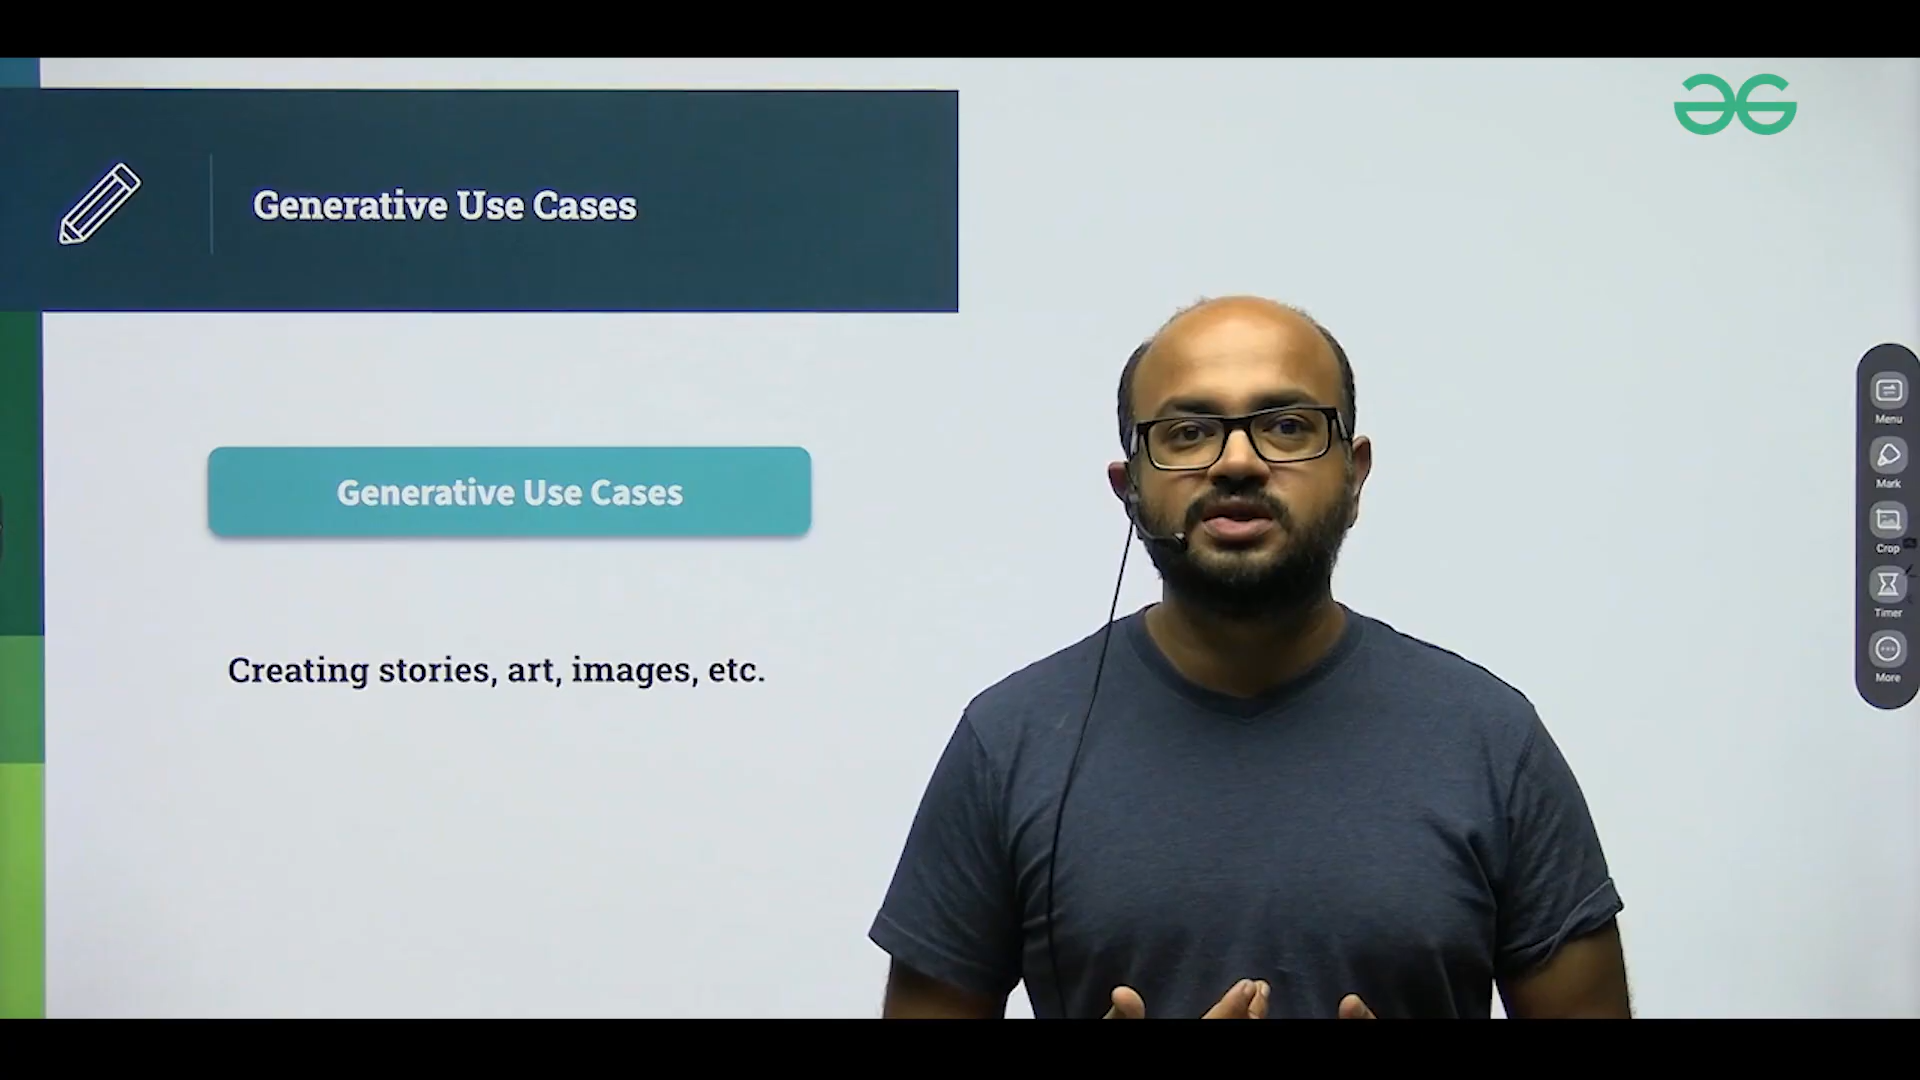 Generative Use Cases
Generative Use Cases
Creating stories, art, images, etc.
Menu
Mark
Crop
Timer
More